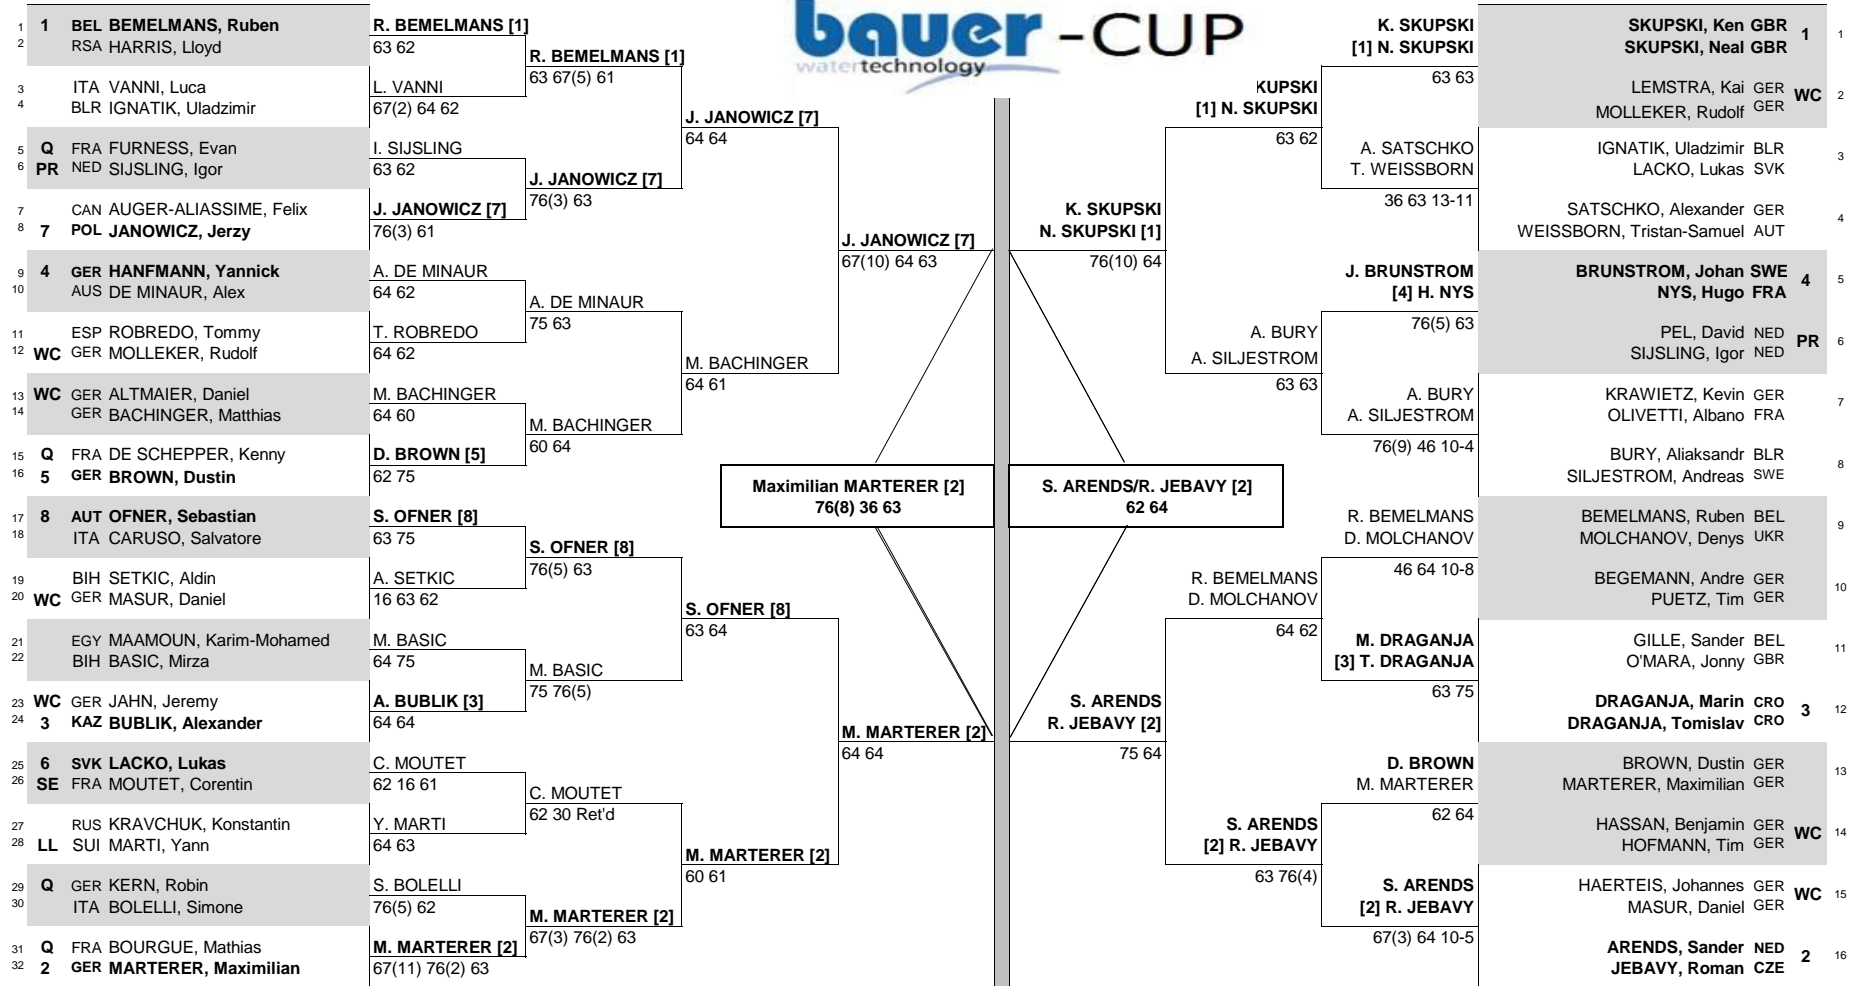 bauer-CUP
watertechnology
1 1 BEL BEMELMANS, Ruben
2 RSA HARRIS, Lloyd
3 ITA VANNI, Luca
4 BLR IGNATIK, Uladzimir
5 Q FRA FURNESS, Evan
6 PR NED SIJSLING, Igor
7 CAN AUGER-ALIASSIME, Felix
8 7 POL JANOWICZ, Jerzy
9 4 GER HANFMANN, Yannick
10 AUS DE MINAUR, Alex
11 ESP ROBREDO, Tommy
12 WC GER MOLLEKER, Rudolf
13 WC GER ALTMAIER, Daniel
14 GER BACHINGER, Matthias
15 Q FRA DE SCHEPPER, Kenny
16 5 GER BROWN, Dustin
17 8 AUT OFNER, Sebastian
18 ITA CARUSO, Salvatore
19 BIH SETKIC, Aldin
20 WC GER MASUR, Daniel
21 EGY MAAMOUN, Karim-Mohamed
22 BIH BASIC, Mirza
23 WC GER JAHN, Jeremy
24 3 KAZ BUBLIK, Alexander
25 6 SVK LACKO, Lukas
26 SE FRA MOUTET, Corentin
27 RUS KRAVCHUK, Konstantin
28 LL SUI MARTI, Yann
29 Q GER KERN, Robin
30 ITA BOLELLI, Simone
31 Q FRA BOURGUE, Mathias
32 2 GER MARTERER, Maximilian
R. BEMELMANS [1]
63 62
L. VANNI
67(2) 64 62
I. SIJSLING
63 62
J. JANOWICZ [7]
76(3) 61
A. DE MINAUR
64 62
T. ROBREDO
64 62
M. BACHINGER
64 60
D. BROWN [5]
62 75
S. OFNER [8]
63 75
A. SETKIC
16 63 62
M. BASIC
64 75
A. BUBLIK [3]
64 64
C. MOUTET
62 16 61
Y. MARTI
64 63
S. BOLELLI
76(5) 62
M. MARTERER [2]
67(11) 76(2) 63
R. BEMELMANS [1]
63 67(5) 61
J. JANOWICZ [7]
76(3) 63
A. DE MINAUR
75 63
M. BACHINGER
60 64
S. OFNER [8]
76(5) 63
M. BASIC
75 76(5)
C. MOUTET
62 30 Ret'd
M. MARTERER [2]
67(3) 76(2) 63
J. JANOWICZ [7]
64 64
M. BACHINGER
64 61
S. OFNER [8]
63 64
M. MARTERER [2]
60 61
J. JANOWICZ [7]
67(10) 64 63
M. MARTERER [2]
64 64
Maximilian MARTERER [2]
76(8) 36 63
S. ARENDS/R. JEBAVY [2]
62 64
K. SKUPSKI
N. SKUPSKI [1]
76(10) 64
S. ARENDS
R. JEBAVY [2]
75 64
KUPSKI
[1] N. SKUPSKI
63 62
A. BURY
A. SILJESTROM
63 63
R. BEMELMANS
D. MOLCHANOV
64 62
S. ARENDS
[2] R. JEBAVY
63 76(4)
K. SKUPSKI
[1] N. SKUPSKI
63 63
A. SATSCHKO
T. WEISSBORN
36 63 13-11
J. BRUNSTROM
[4] H. NYS
76(5) 63
A. BURY
A. SILJESTROM
76(9) 46 10-4
R. BEMELMANS
D. MOLCHANOV
46 64 10-8
M. DRAGANJA
[3] T. DRAGANJA
63 75
D. BROWN
M. MARTERER
62 64
S. ARENDS
[2] R. JEBAVY
67(3) 64 10-5
SKUPSKI, Ken GBR 1 1
SKUPSKI, Neal GBR
LEMSTRA, Kai GER WC 2
MOLLEKER, Rudolf GER
IGNATIK, Uladzimir BLR 3
LACKO, Lukas SVK
SATSCHKO, Alexander GER 4
WEISSBORN, Tristan-Samuel AUT
BRUNSTROM, Johan SWE 4 5
NYS, Hugo FRA
PEL, David NED PR 6
SIJSLING, Igor NED
KRAWIETZ, Kevin GER 7
OLIVETTI, Albano FRA
BURY, Aliaksandr BLR 8
SILJESTROM, Andreas SWE
BEMELMANS, Ruben BEL 9
MOLCHANOV, Denys UKR
BEGEMANN, Andre GER 10
PUETZ, Tim GER
GILLE, Sander BEL 11
O'MARA, Jonny GBR
DRAGANJA, Marin CRO 3 12
DRAGANJA, Tomislav CRO
BROWN, Dustin GER 13
MARTERER, Maximilian GER
HASSAN, Benjamin GER WC 14
HOFMANN, Tim GER
HAERTEIS, Johannes GER WC 15
MASUR, Daniel GER
ARENDS, Sander NED 2 16
JEBAVY, Roman CZE